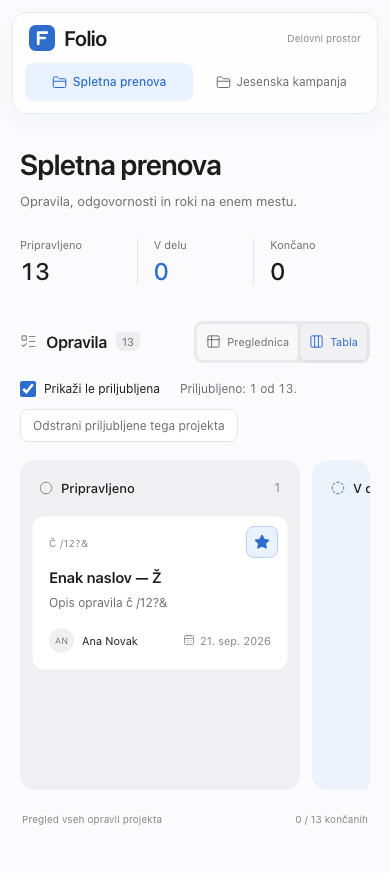 Folio
Delovni prostor
Spletna prenova
Jesenska kampanja
Spletna prenova
Opravila, odgovornosti in roki na enem mestu.
Pripravljeno
V delu
Končano
13
0
0
Opravila 13
Preglednica
Tabla
Prikaži le priljubljena
Priljubljeno: 1 od 13.
Odstrani priljubljene tega projekta
Pripravljeno
1
V d
Č /12?&
Enak naslov — Ž
Opis opravila č /12?&
AN
Ana Novak
21. sep. 2026
Pregled vseh opravil projekta
0 / 13 končanih